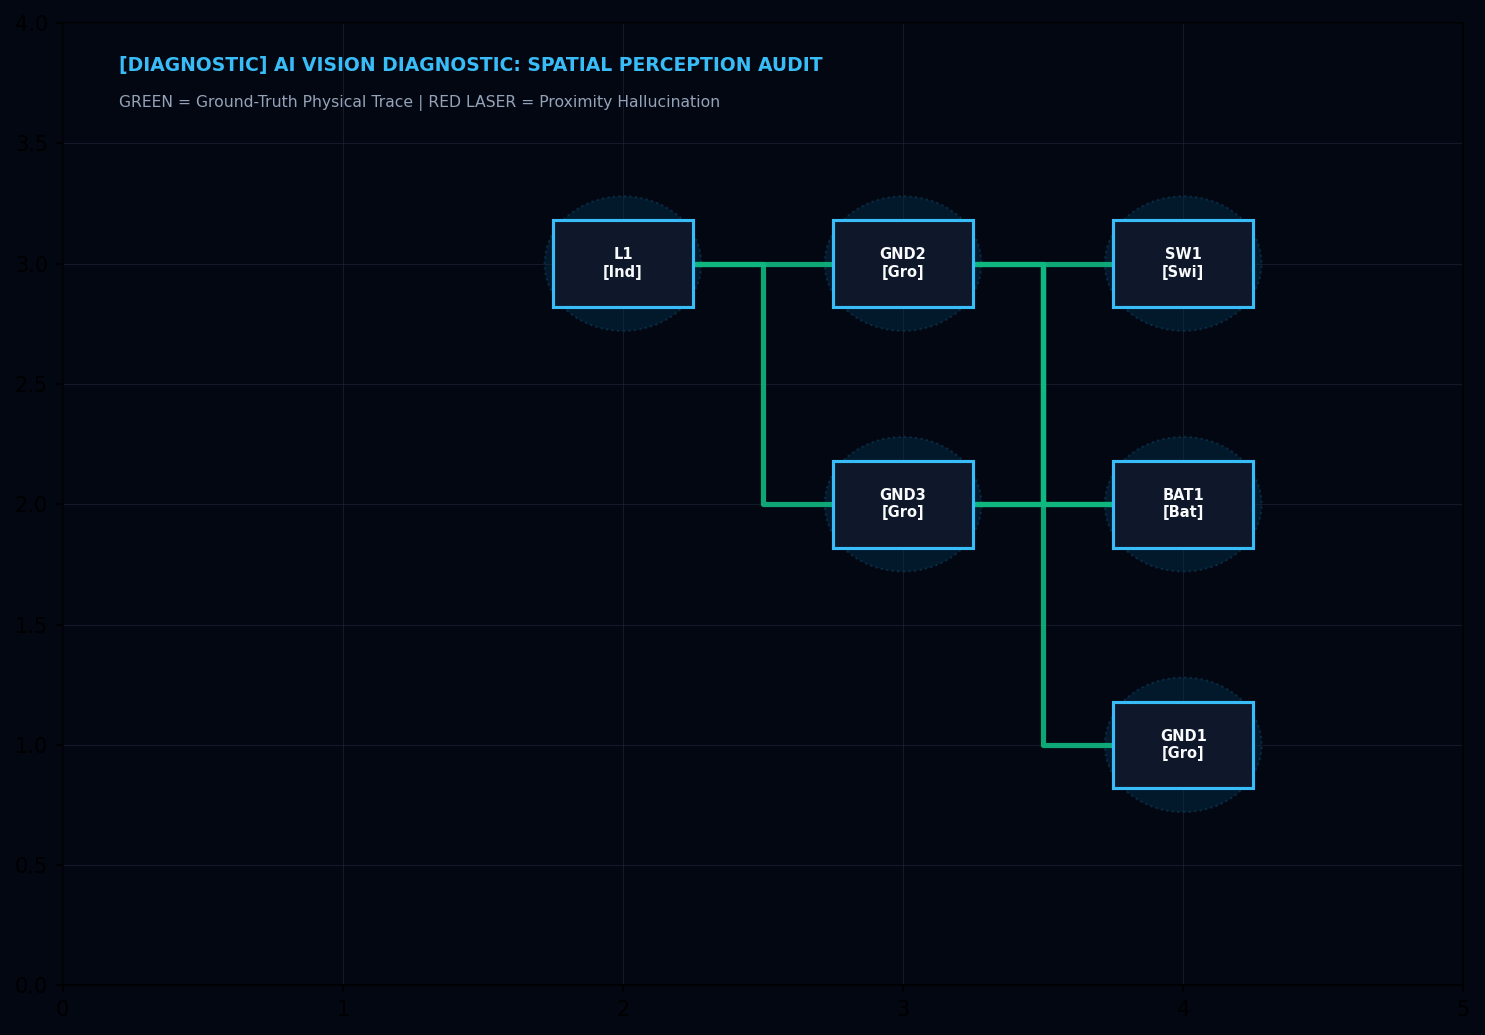 4.0
[DIAGNOSTIC] AI VISION DIAGNOSTIC: SPATIAL PERCEPTION AUDIT
GREEN = Ground-Truth Physical Trace | RED LASER = Proximity Hallucination
3.5
3.0
L1
[Ind]
GND2
[Gro]
SW1
[Swi]
2.5
2.0
GND3
[Gro]
BAT1
[Bat]
1.5
1.0
GND1
[Gro]
0.5
0.0
0 1 2 3 4 5